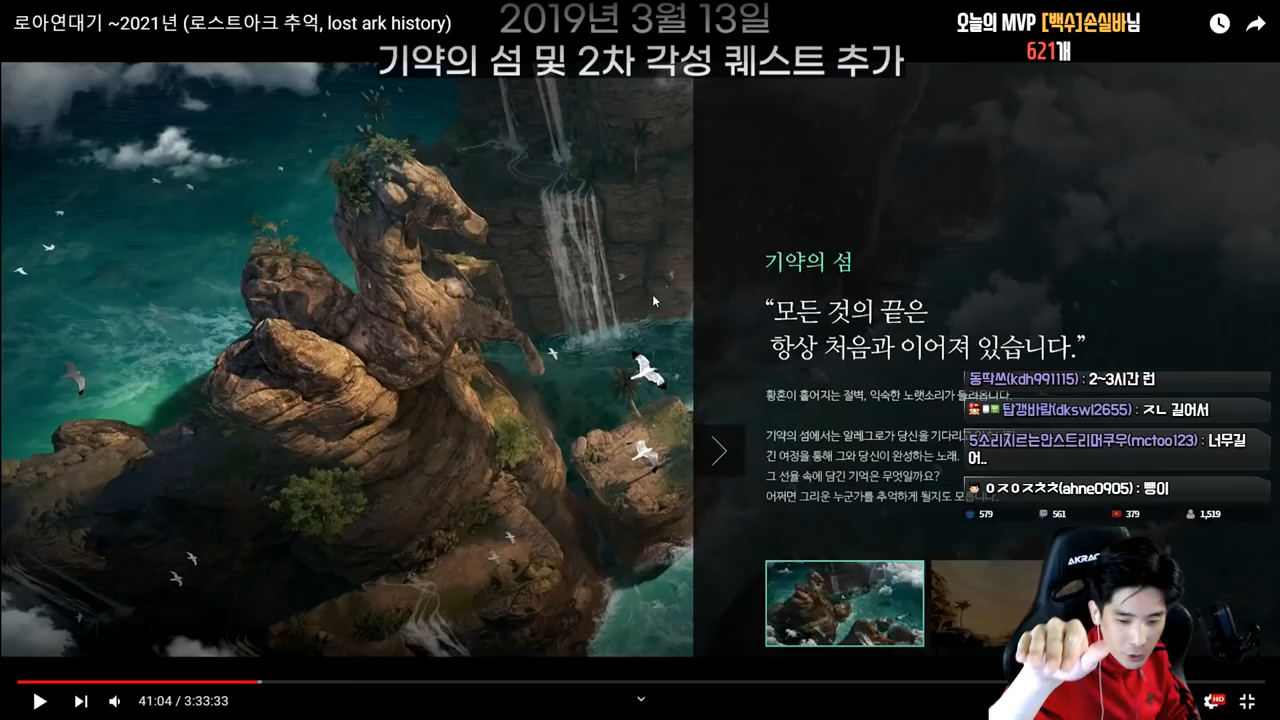 로아연대기 ~2021년 (로스트아크 추억, lost ark history)
2019년 3월 13일
기약의 섬 및 2차 각성 퀘스트 추가
오늘의 MVP [백수]손실바님
621개
기약의 섬
“모든 것의 끝은
항상 처음과 이어져 있습니다.”
황혼이 흩어지는 절벽, 익숙한 노랫소리가 들려옵니다.
기약의 섬에서는 알레그로가 당신을 기다리고
긴 여정을 통해 그와 당신이 완성하는 노래.
그 선율 속에 담긴 기억은 무엇일까요?
어쩌면 그리운 누군가를 추억하게 될지도 모릅니다.
동딱쓰(kdh991115) : 2~3시간 런
탑갱바람(dkswl2655) : ㅈㄴ 길어서
5소리지르는안스트리머쿠우(mctoo123) : 너무길
어..
ㅇㅈㅇㅈㅊㅊ(ahne0905) : 뺑이
579 561 379 1,519
AKRAC
41:04 / 3:33:33
HD